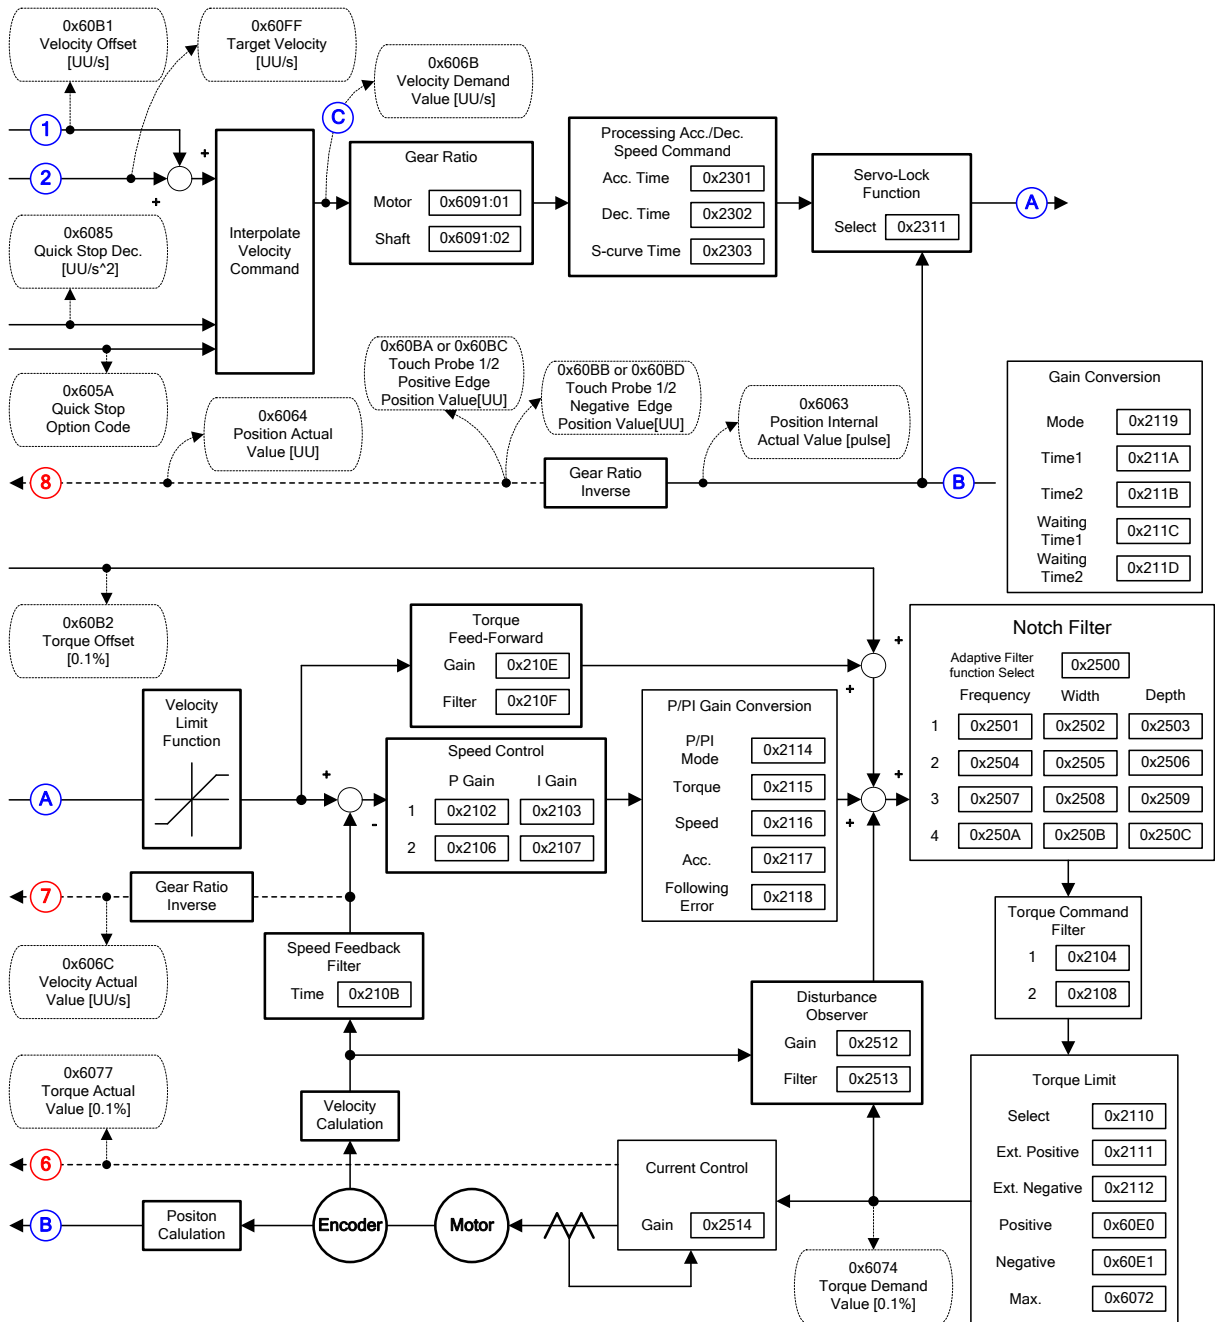 0x60B1
Velocity Offset
[UU/s]
0x60FF
Target Velocity
[UU/s]
0x606B
Velocity Demand
Value [UU/s]
1
C
2
+
+
0x6085
Quick Stop Dec.
[UU/s^2]
Interpolate
Velocity
Command
Gear Ratio
Motor 0x6091:01
Shaft 0x6091:02
Processing Acc./Dec.
Speed Command
Acc. Time 0x2301
Dec. Time 0x2302
S-curve Time 0x2303
Servo-Lock
Function
Select 0x2311
A
0x605A
Quick Stop
Option Code
0x6064
Position Actual
Value [UU]
0x60BA or 0x60BC
Touch Probe 1/2
Positive Edge
Position Value[UU]
0x60BB or 0x60BD
Touch Probe 1/2
Negative Edge
Position Value[UU]
0x6063
Position Internal
Actual Value [pulse]
8
Gear Ratio
Inverse
B
Gain Conversion
Mode 0x2119
Time1 0x211A
Time2 0x211B
Waiting
Time1 0x211C
Waiting
Time2 0x211D
0x60B2
Torque Offset
[0.1%]
Torque
Feed-Forward
Gain 0x210E
Filter 0x210F
+
+
Notch Filter
Adaptive Filter
function Select 0x2500
Frequency Width Depth
1 0x2501 0x2502 0x2503
2 0x2504 0x2505 0x2506
3 0x2507 0x2508 0x2509
4 0x250A 0x250B 0x250C
A
Velocity
Limit
Function
+
-
Speed Control
P Gain I Gain
1 0x2102 0x2103
2 0x2106 0x2107
P/PI Gain Conversion
P/PI
Mode 0x2114
Torque 0x2115
Speed 0x2116
Acc. 0x2117
Following
Error 0x2118
+
+
7
Gear Ratio
Inverse
0x606C
Velocity Actual
Value [UU/s]
Speed Feedback
Filter
Time 0x210B
Torque Command
Filter
1 0x2104
2 0x2108
Disturbance
Observer
Gain 0x2512
Filter 0x2513
0x6077
Torque Actual
Value [0.1%]
Velocity
Calulation
6
Torque Limit
Select 0x2110
Ext. Positive 0x2111
Ext. Negative 0x2112
Positive 0x60E0
Negative 0x60E1
Max. 0x6072
Current Control
Gain 0x2514
B
Positon
Calulation
Encoder
Motor
0x6074
Torque Demand
Value [0.1%]